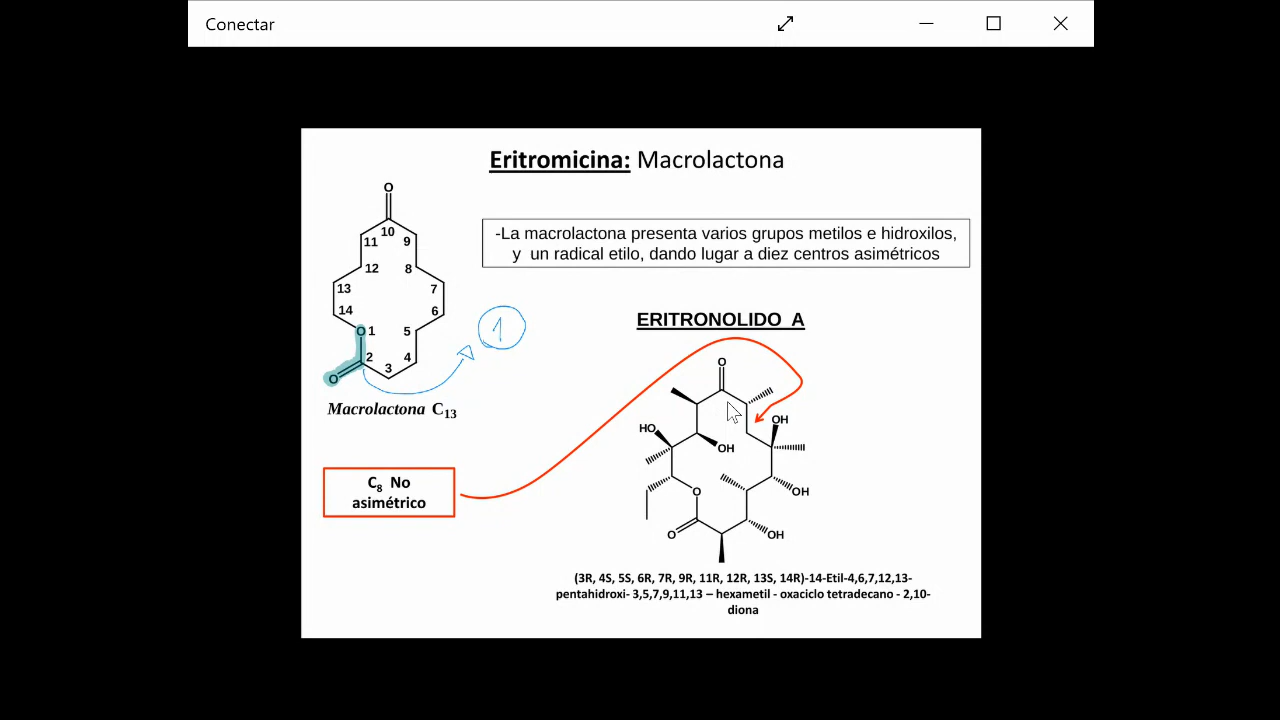 Conectar
Eritromicina: Macrolactona
O
10
11
9
12
8
13
7
14
6
O 1
5
2
4
3
O
Macrolactona C13
-La macrolactona presenta varios grupos metilos e hidroxilos,
y un radical etilo, dando lugar a diez centros asimétricos
1
ERITRONOLIDO A
C8 No
asimétrico
O
OH
HO
OH
O
OH
O
OH
(3R, 4S, 5S, 6R, 7R, 9R, 11R, 12R, 13S, 14R)-14-Etil-4,6,7,12,13-
pentahidroxi- 3,5,7,9,11,13 – hexametil - oxaciclo tetradecano - 2,10-
diona